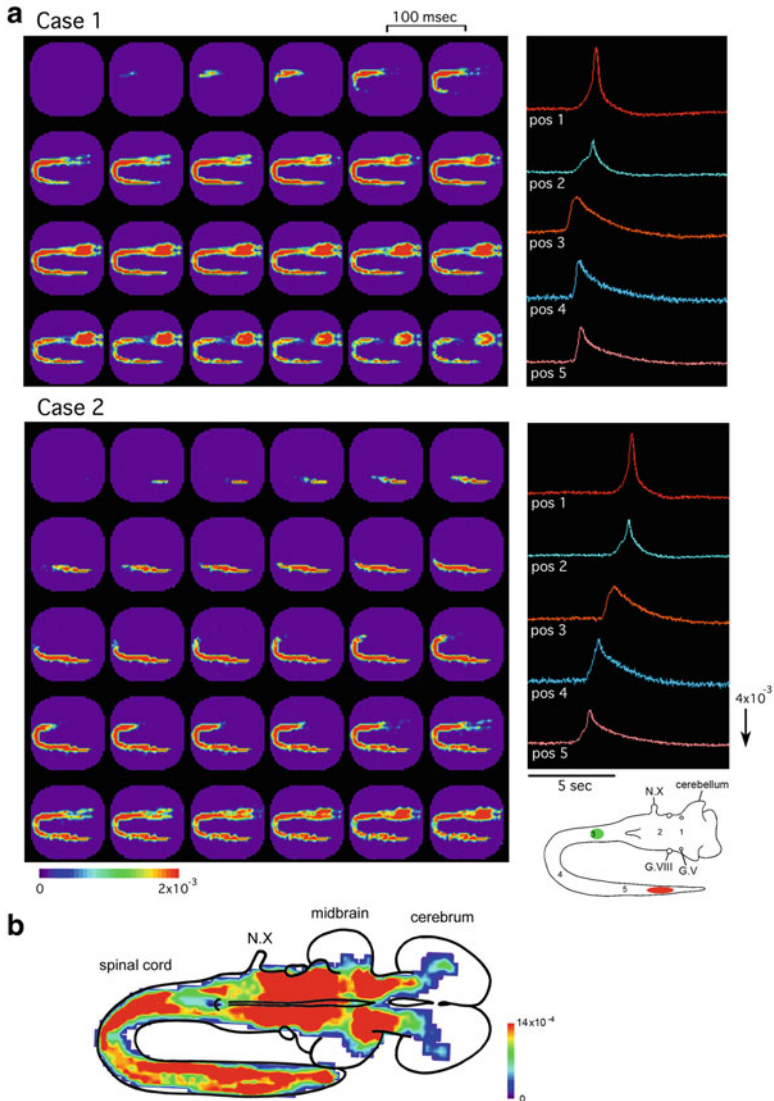 a
Case 1
100 msec
pos 1
pos 2
pos 3
pos 4
pos 5
Case 2
pos 1
pos 2
pos 3
pos 4
pos 5
4x10⁻³
5 sec
0
2x10⁻³
N.X
cerebellum
3
2
1
G.VIII
G.V
4
5
b
spinal cord
N.X
midbrain
cerebrum
14x10⁻⁴
0